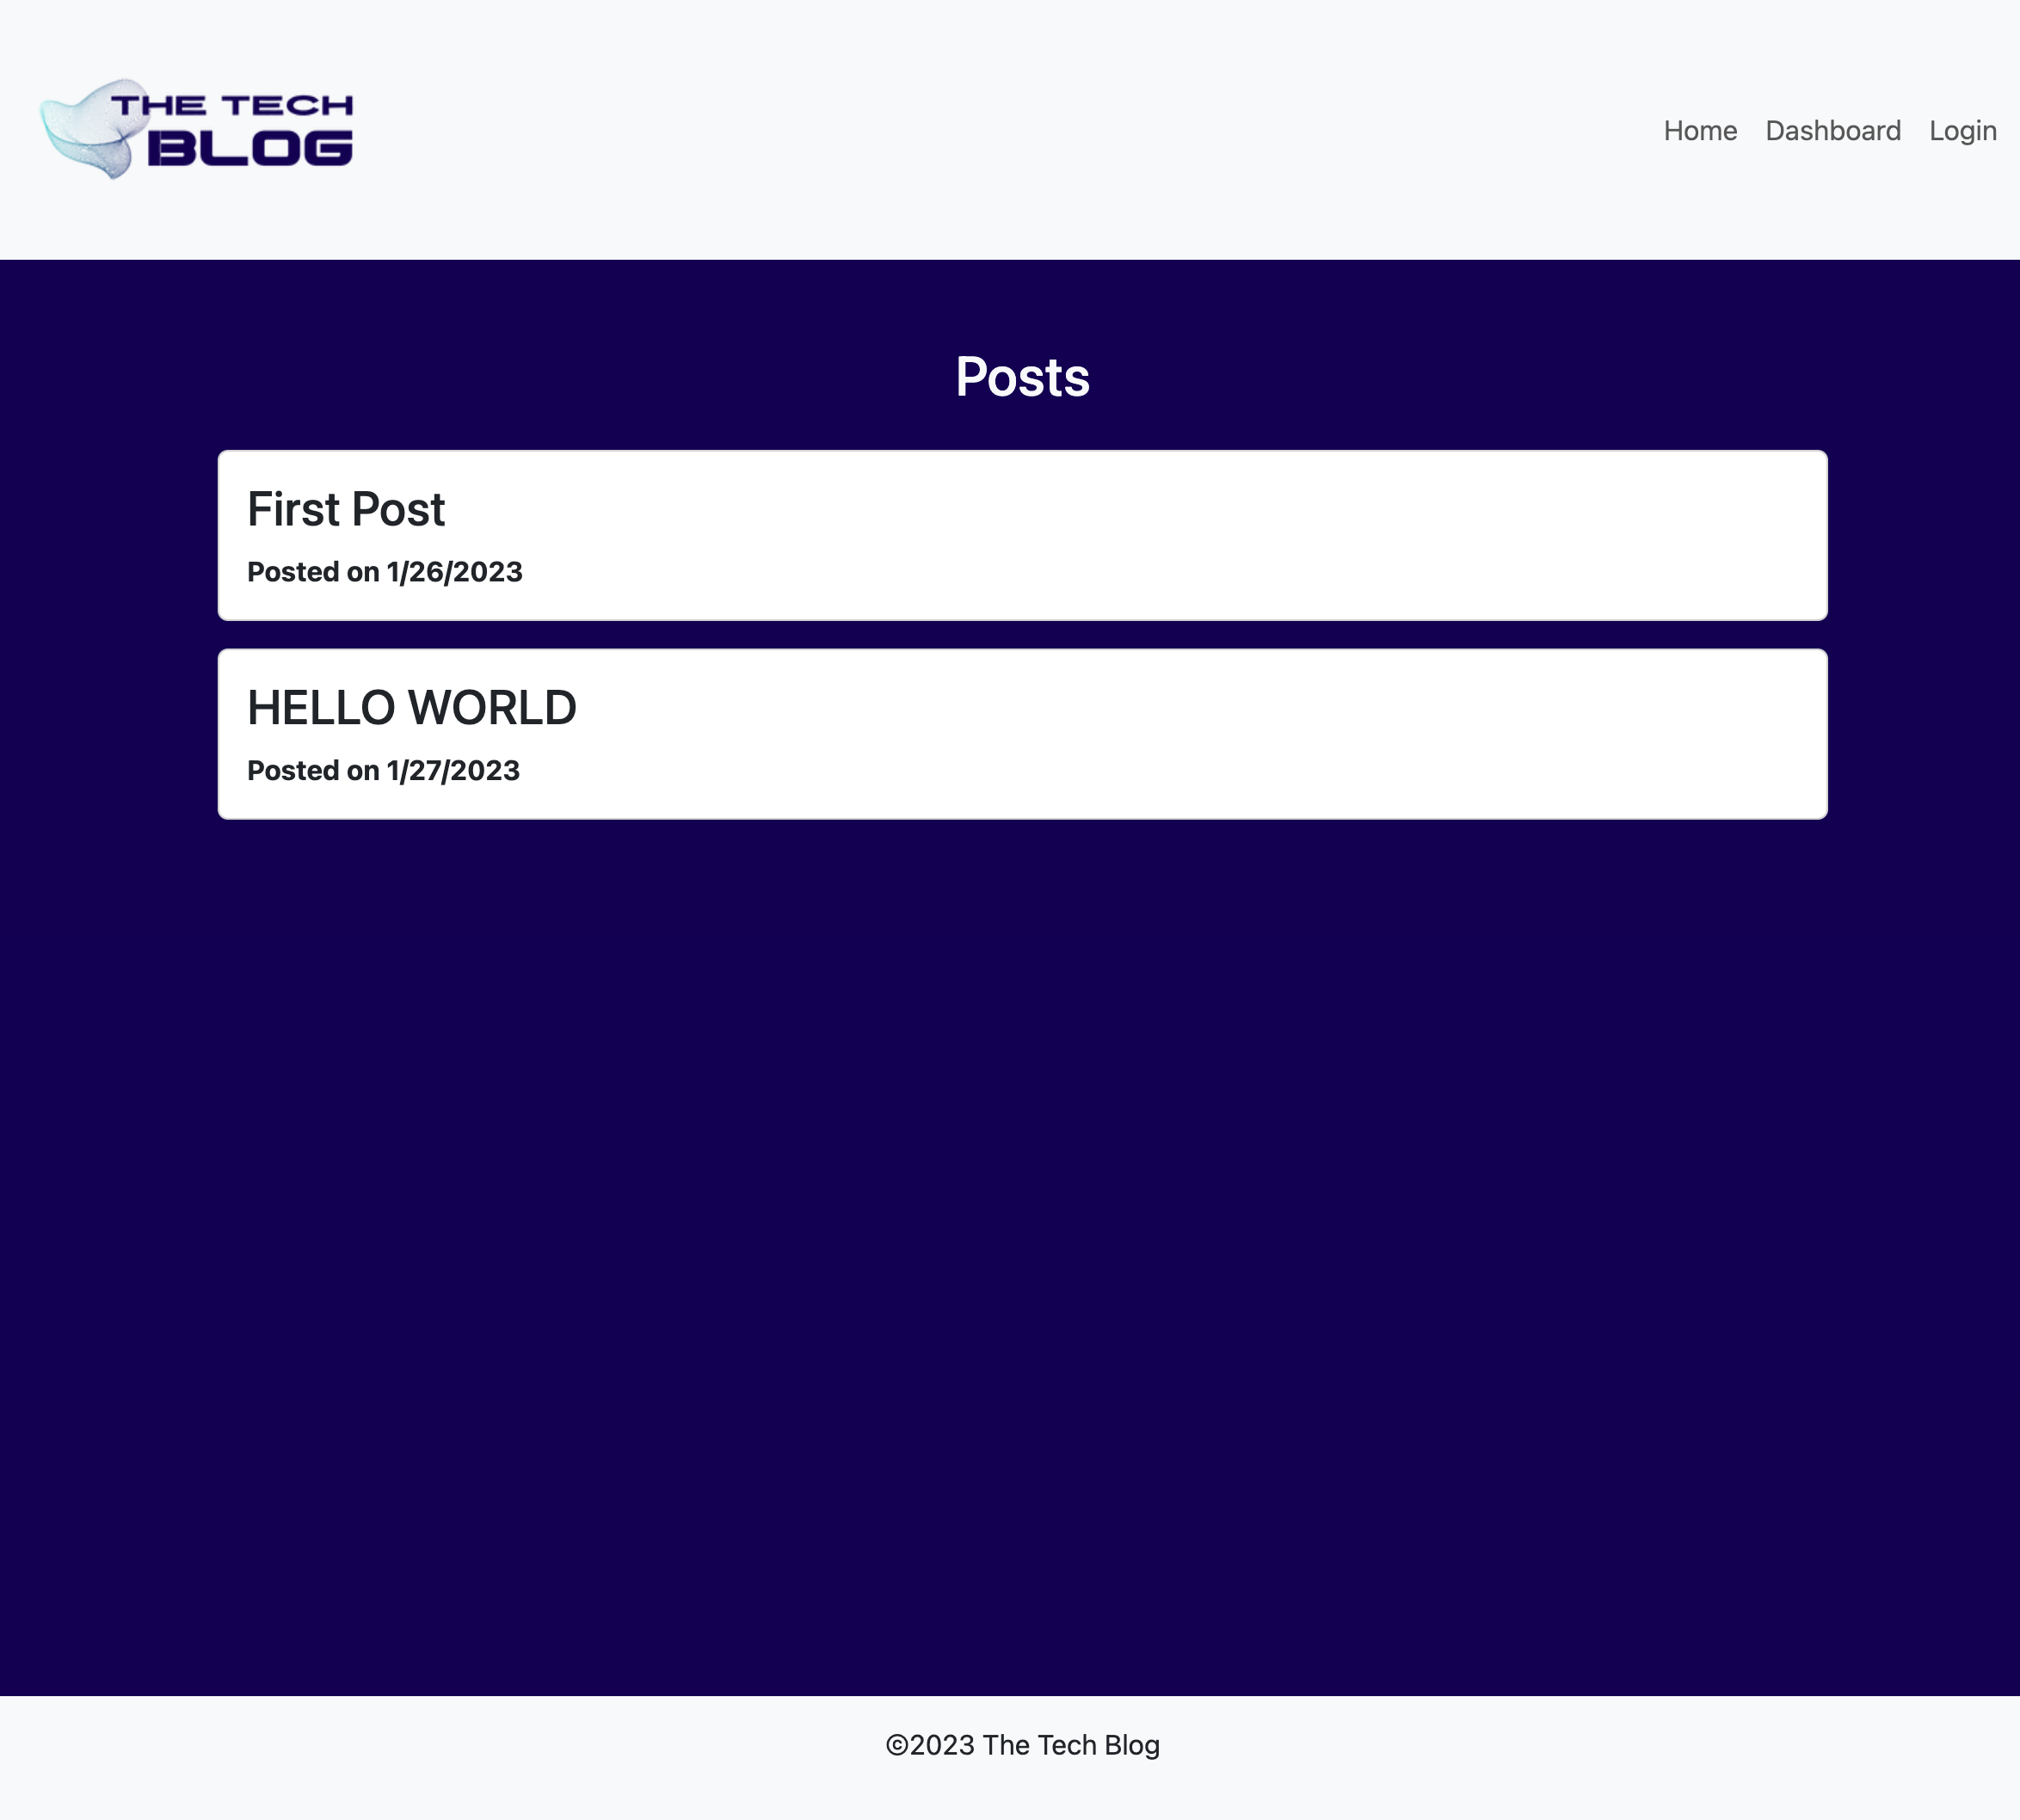 THE TECH
BLOG
Home Dashboard Login
Posts
First Post
Posted on 1/26/2023
HELLO WORLD
Posted on 1/27/2023
©2023 The Tech Blog